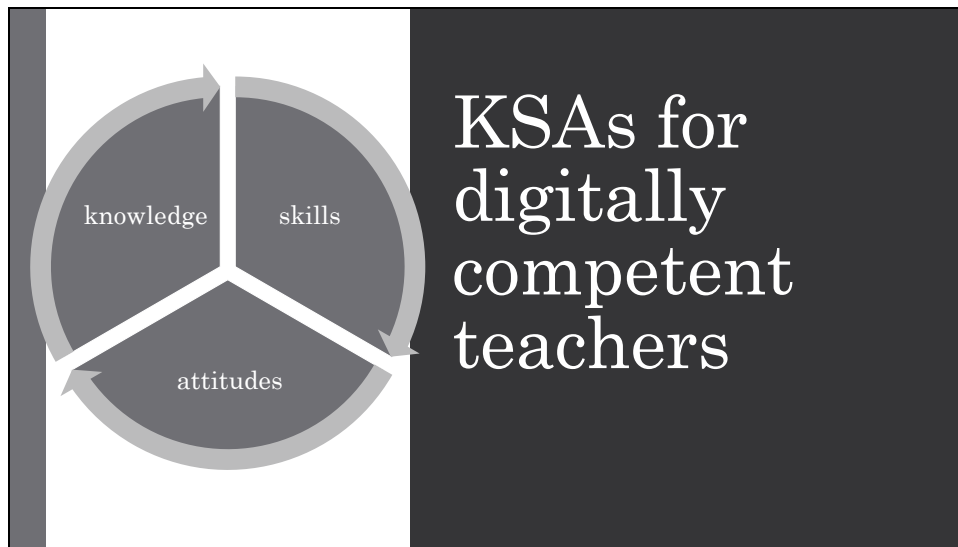 knowledge
skills
attitudes
KSAs for
digitally
competent
teachers